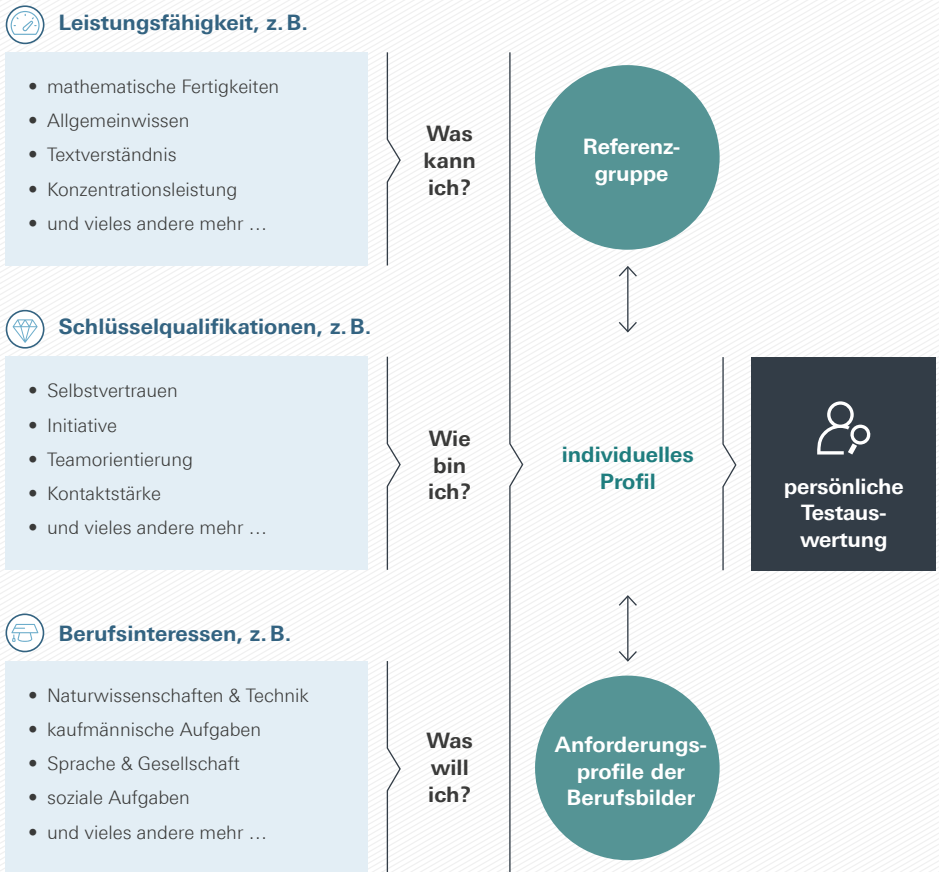 Leistungsfähigkeit, z. B.
• mathematische Fertigkeiten
• Allgemeinwissen
• Textverständnis
• Konzentrationsleistung
• und vieles andere mehr …
Was
kann
ich?
Referenz-
gruppe
Schlüsselqualifikationen, z. B.
• Selbstvertrauen
• Initiative
• Teamorientierung
• Kontaktstärke
• und vieles andere mehr …
Wie
bin
ich?
individuelles
Profil
persönliche
Testaus-
wertung
Berufsinteressen, z. B.
• Naturwissenschaften & Technik
• kaufmännische Aufgaben
• Sprache & Gesellschaft
• soziale Aufgaben
• und vieles andere mehr …
Was
will
ich?
Anforderungs-
profile der
Berufsbilder